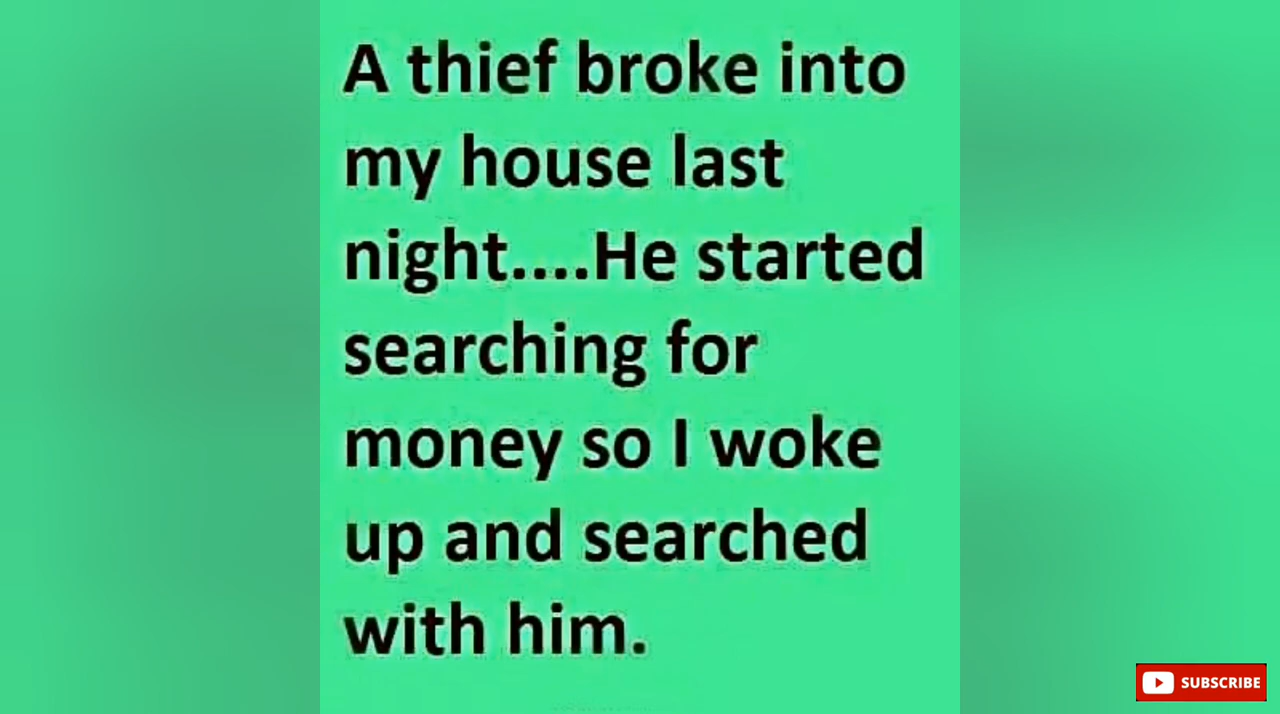 A thief broke into
my house last
night....He started
searching for
money so I woke
up and searched
with him.
SUBSCRIBE